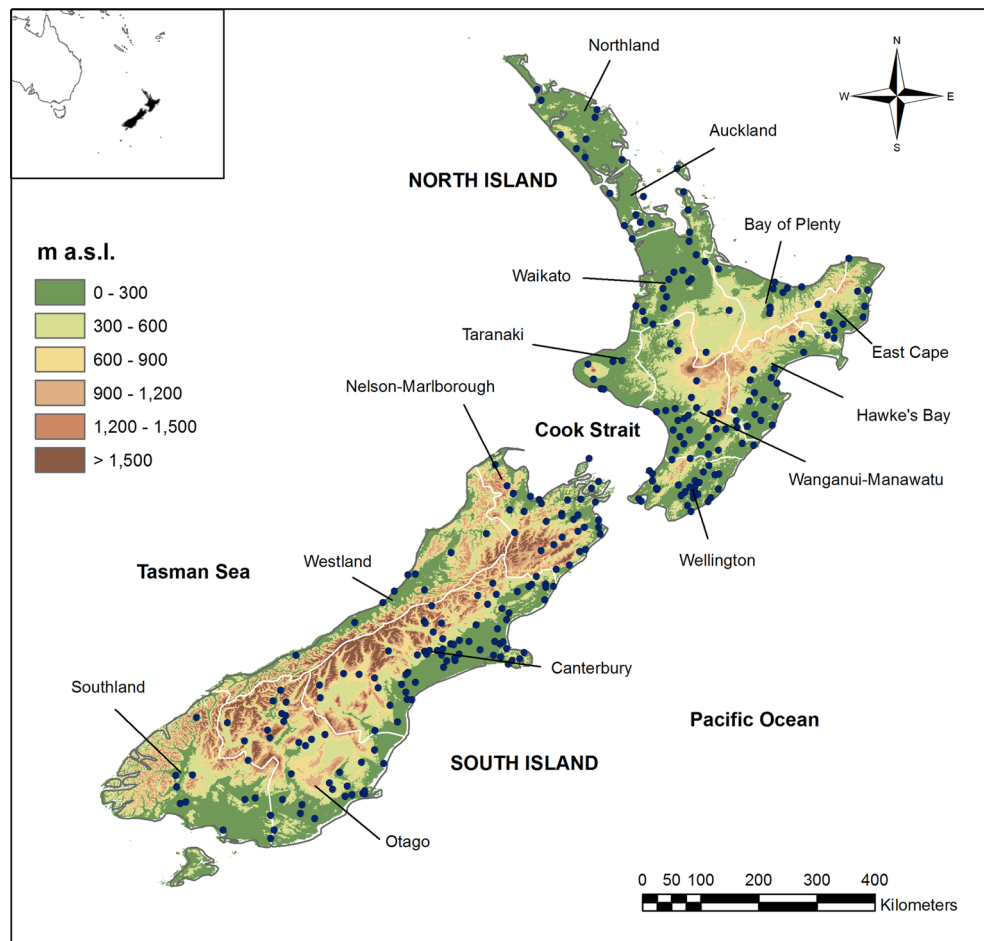 N
W
E
S
Northland
Auckland
NORTH ISLAND
Bay of Plenty
m a.s.l.
0 - 300
300 - 600
600 - 900
900 - 1,200
1,200 - 1,500
> 1,500
Waikato
Taranaki
East Cape
Nelson-Marlborough
Hawke's Bay
Cook Strait
Wanganui-Manawatu
Wellington
Westland
Tasman Sea
Canterbury
Southland
Pacific Ocean
SOUTH ISLAND
Otago
0 50 100 200 300 400
Kilometers